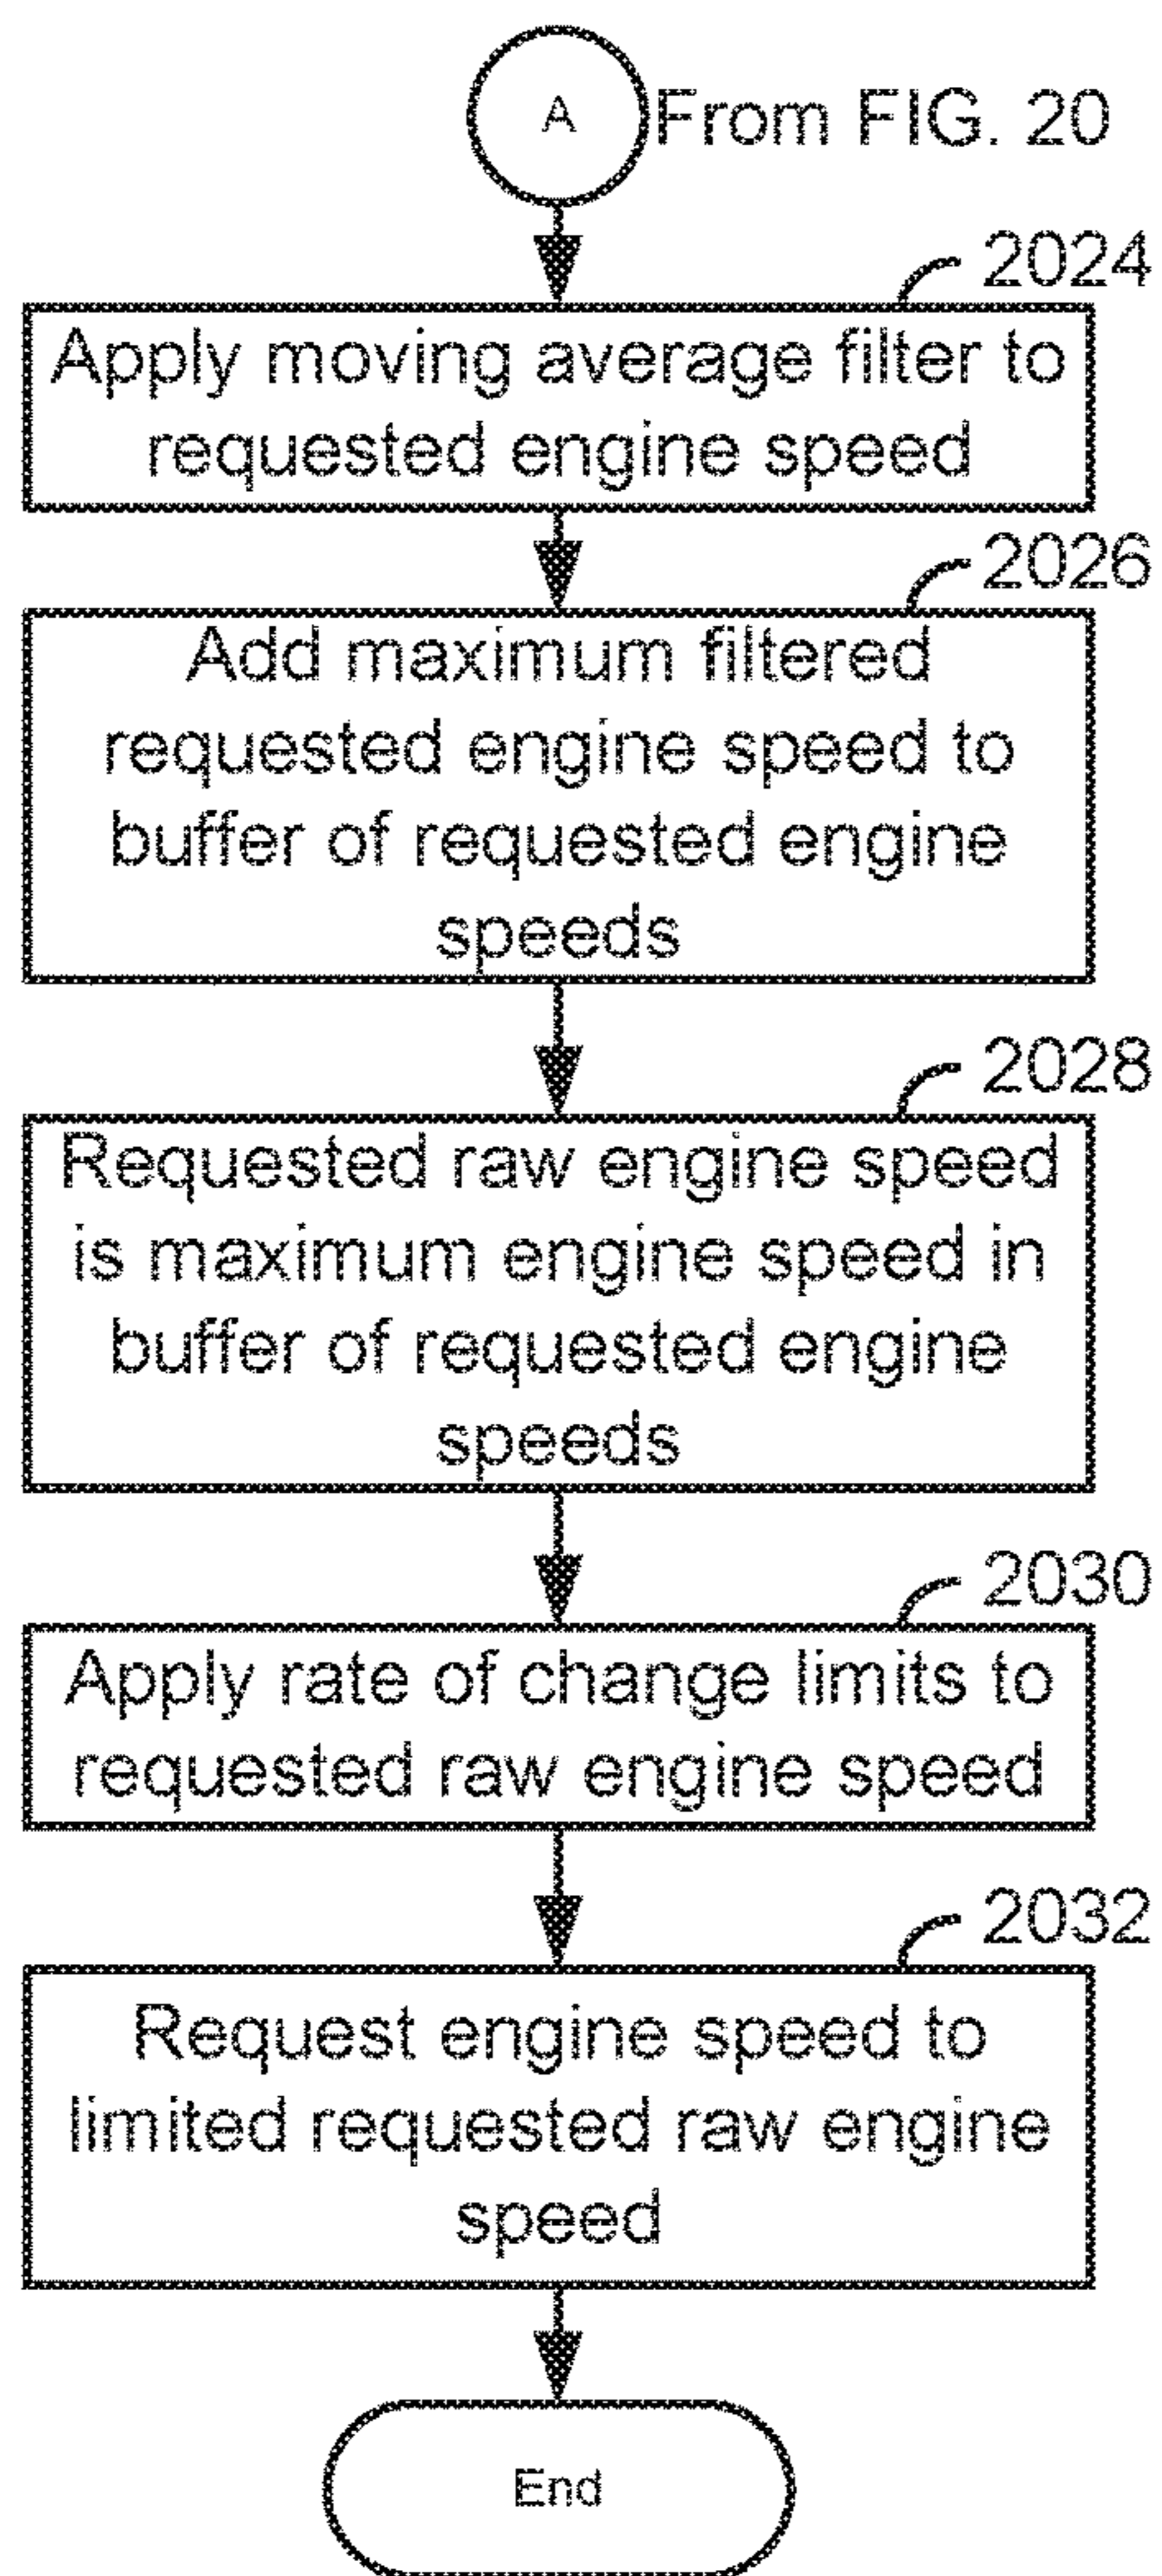 A
From FIG. 20
2024
Apply moving average filter to
requested engine speed
2026
Add maximum filtered
requested engine speed to
buffer of requested engine
speeds
2028
Requested raw engine speed
is maximum engine speed in
buffer of requested engine
speeds
2030
Apply rate of change limits to
requested raw engine speed
2032
Request engine speed to
limited requested raw engine
speed
End